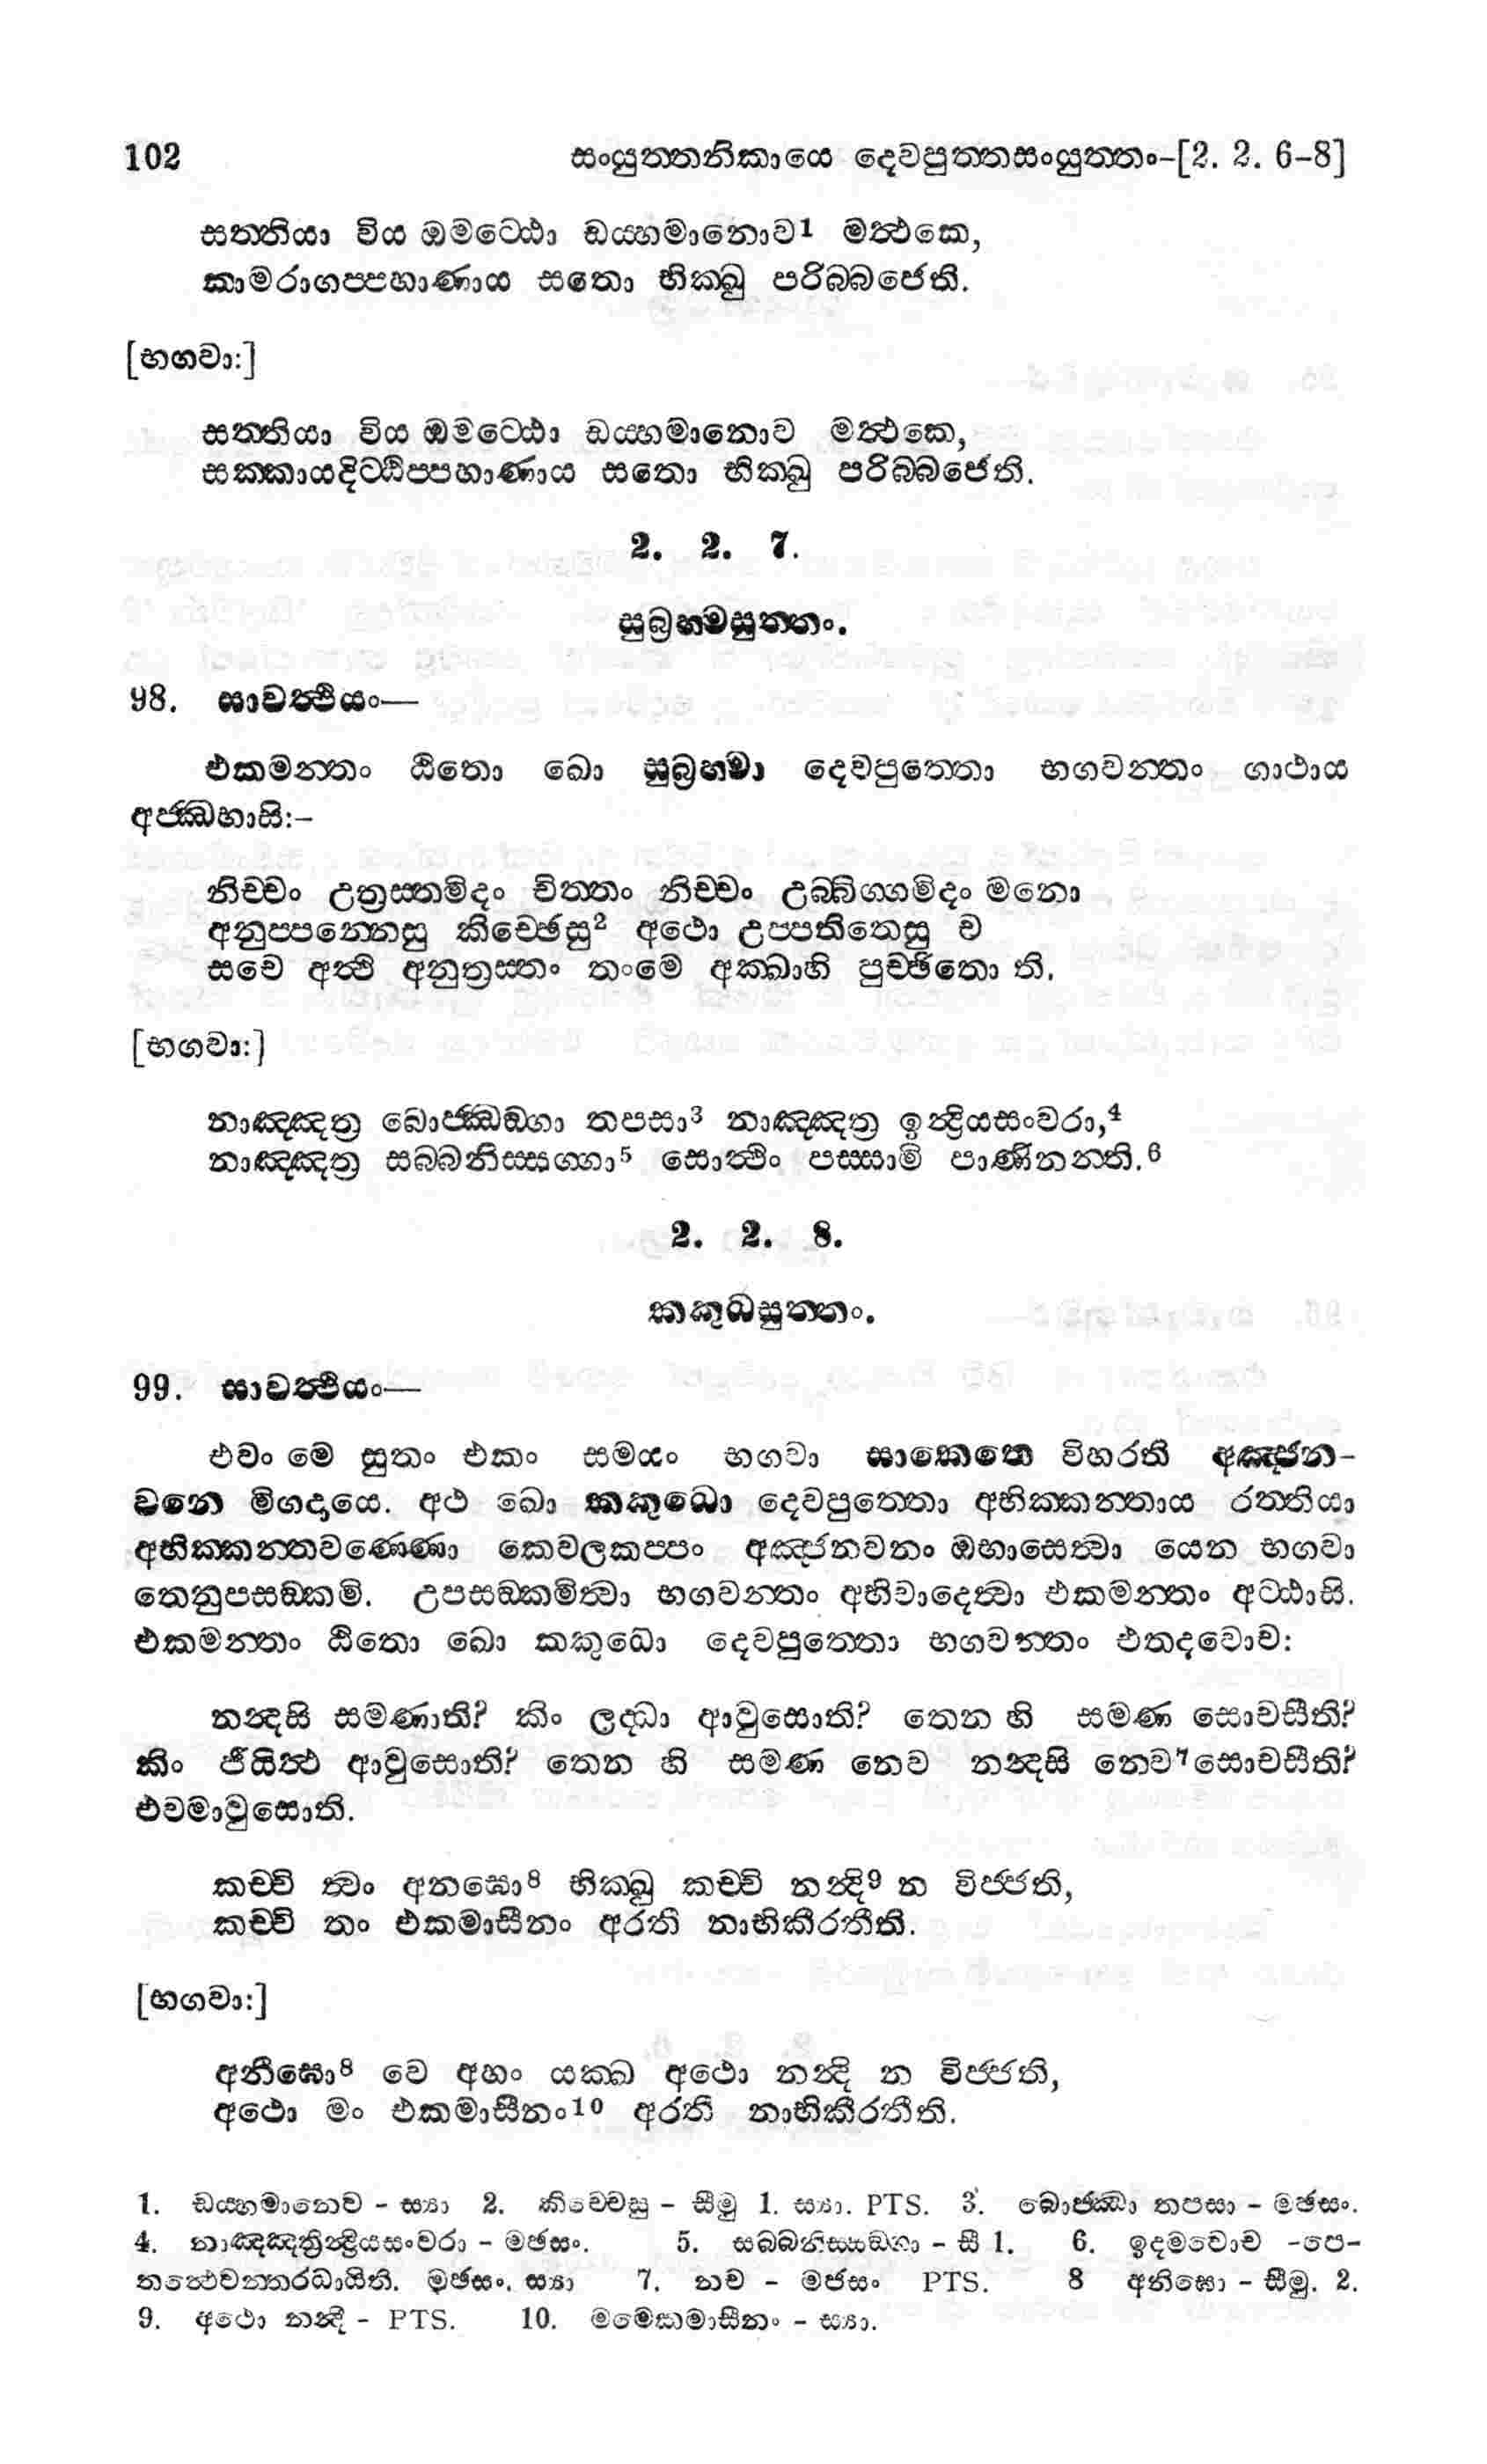 102 සංයුත්තනිකායෙ දෙවපුත්තසංයුත්තං-[2. 2. 6-8]
සත්තියා විය ඔමට්ඨො ඩය්හමානොව1 මත්ථකෙ,
කාමරාගප්පහාණාය සතො භික්ඛු පරිබ්බජෙති.
[භගවා:]
සත්තියා විය ඔමට්ඨො ඩය්හමානොව මත්ථකෙ,
සක්කායදිට්ඨිප්පහාණාය සතො භික්ඛු පරිබ්බජෙති.
2. 2. 7.
සුබ්‍රහ්මසුත්තං.
98. සාවත්ථියං—
එකමන්තං ඨිතො ඛො සුබ්‍රහ්මා දෙවපුත්තො භගවන්තං ගාථාය
අජ්ඣභාසි:-
නිච්චං උත්‍රස්තමිදං චිත්තං නිච්චං උබ්බිග්ගමිදං මනො
අනුප්පන්නෙසු කිච්ඡෙසු2 අථො උප්පතිතෙසු ච
සචෙ අත්ථි අනුත්‍රස්තං තංමෙ අක්ඛාහි පුච්ඡිතො ති.
[භගවා:]
නාඤ්ඤත්‍ර බොජ්ඣඞ්ගා තපසා3 නාඤ්ඤත්‍ර ඉන්ද්‍රියසංවරා,4
නාඤ්ඤත්‍ර සබ්බනිස්සග්ගා5 සොත්ථිං පස්සාමි පාණිනන්ති.6
2. 2. 8.
කකුධසුත්තං.
99. සාවත්ථියං—
එවං මෙ සුතං එකං සමයං භගවා සාකෙතෙ විහරති අඤ්ජන-
වනෙ මිගදායෙ. අථ ඛො කකුධො දෙවපුත්තො අභික්කන්තාය රත්තියා
අභික්කන්තවණ්ණො කෙවලකප්පං අඤ්ජනවනං ඔභාසෙත්වා යෙන භගවා
තෙනුපසඞ්කමි. උපසඞ්කමිත්වා භගවන්තං අභිවාදෙත්වා එකමන්තං අට්ඨාසි.
එකමන්තං ඨිතො ඛො කකුධො දෙවපුත්තො භගවන්තං එතදවොච:
නන්දසි සමණාති? කිං ලද්ධා ආවුසොති? තෙන හි සමණ සොචසීති?
කිං ජීයිත්ථ ආවුසොති? තෙන හි සමණ නෙව නන්දසි නෙව7සොචසීති?
එවමාවුසොති.
කච්චි ත්වං අනඝො8 භික්ඛු කච්චි නන්දි9 න විජ්ජති,
කච්චි තං එකමාසීනං අරති නාභිකීරතීති.
[භගවා:]
අනීඝො8 වෙ අහං යක්ඛ අථො නන්දි න විජ්ජති,
අථො මං එකමාසීනං10 අරති නාභිකීරතීති.
1. ඩය්හමානෙව - ස්‍යා 2. කිච්චෙසු - සීමු 1. ස්‍යා. PTS. 3. බොජ්ඣා තපසා - මඡසං.
4. නාඤ්ඤත්‍රින්ද්‍රියසංවරා - මඡසං. 5. සබ්බනිස්සඞ්ගා - සී 1. 6. ඉදමවොච -පෙ-
තත්ථෙවන්තරධායීති. මඡසං. ස්‍යා 7. නච - මජසං PTS. 8 අනිඝො - සීමු. 2.
9. අථො නන්දී - PTS. 10. මමෙකමාසීනං - ස්‍යා.